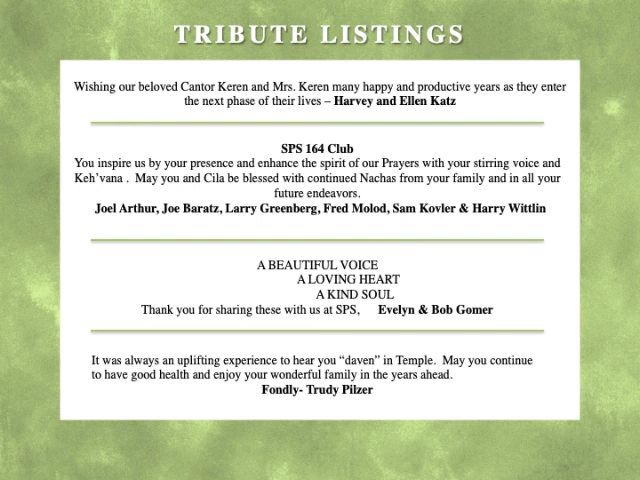 TRIBUTE LISTINGS
Wishing our beloved Cantor Keren and Mrs. Keren many happy and productive years as they enter
the next phase of their lives – Harvey and Ellen Katz
SPS 164 Club
You inspire us by your presence and enhance the spirit of our Prayers with your stirring voice and
Keh’vana . May you and Cila be blessed with continued Nachas from your family and in all your
future endeavors.
Joel Arthur, Joe Baratz, Larry Greenberg, Fred Molod, Sam Kovler & Harry Wittlin
A BEAUTIFUL VOICE
A LOVING HEART
A KIND SOUL
Thank you for sharing these with us at SPS, Evelyn & Bob Gomer
It was always an uplifting experience to hear you “daven” in Temple. May you continue
to have good health and enjoy your wonderful family in the years ahead.
Fondly- Trudy Pilzer